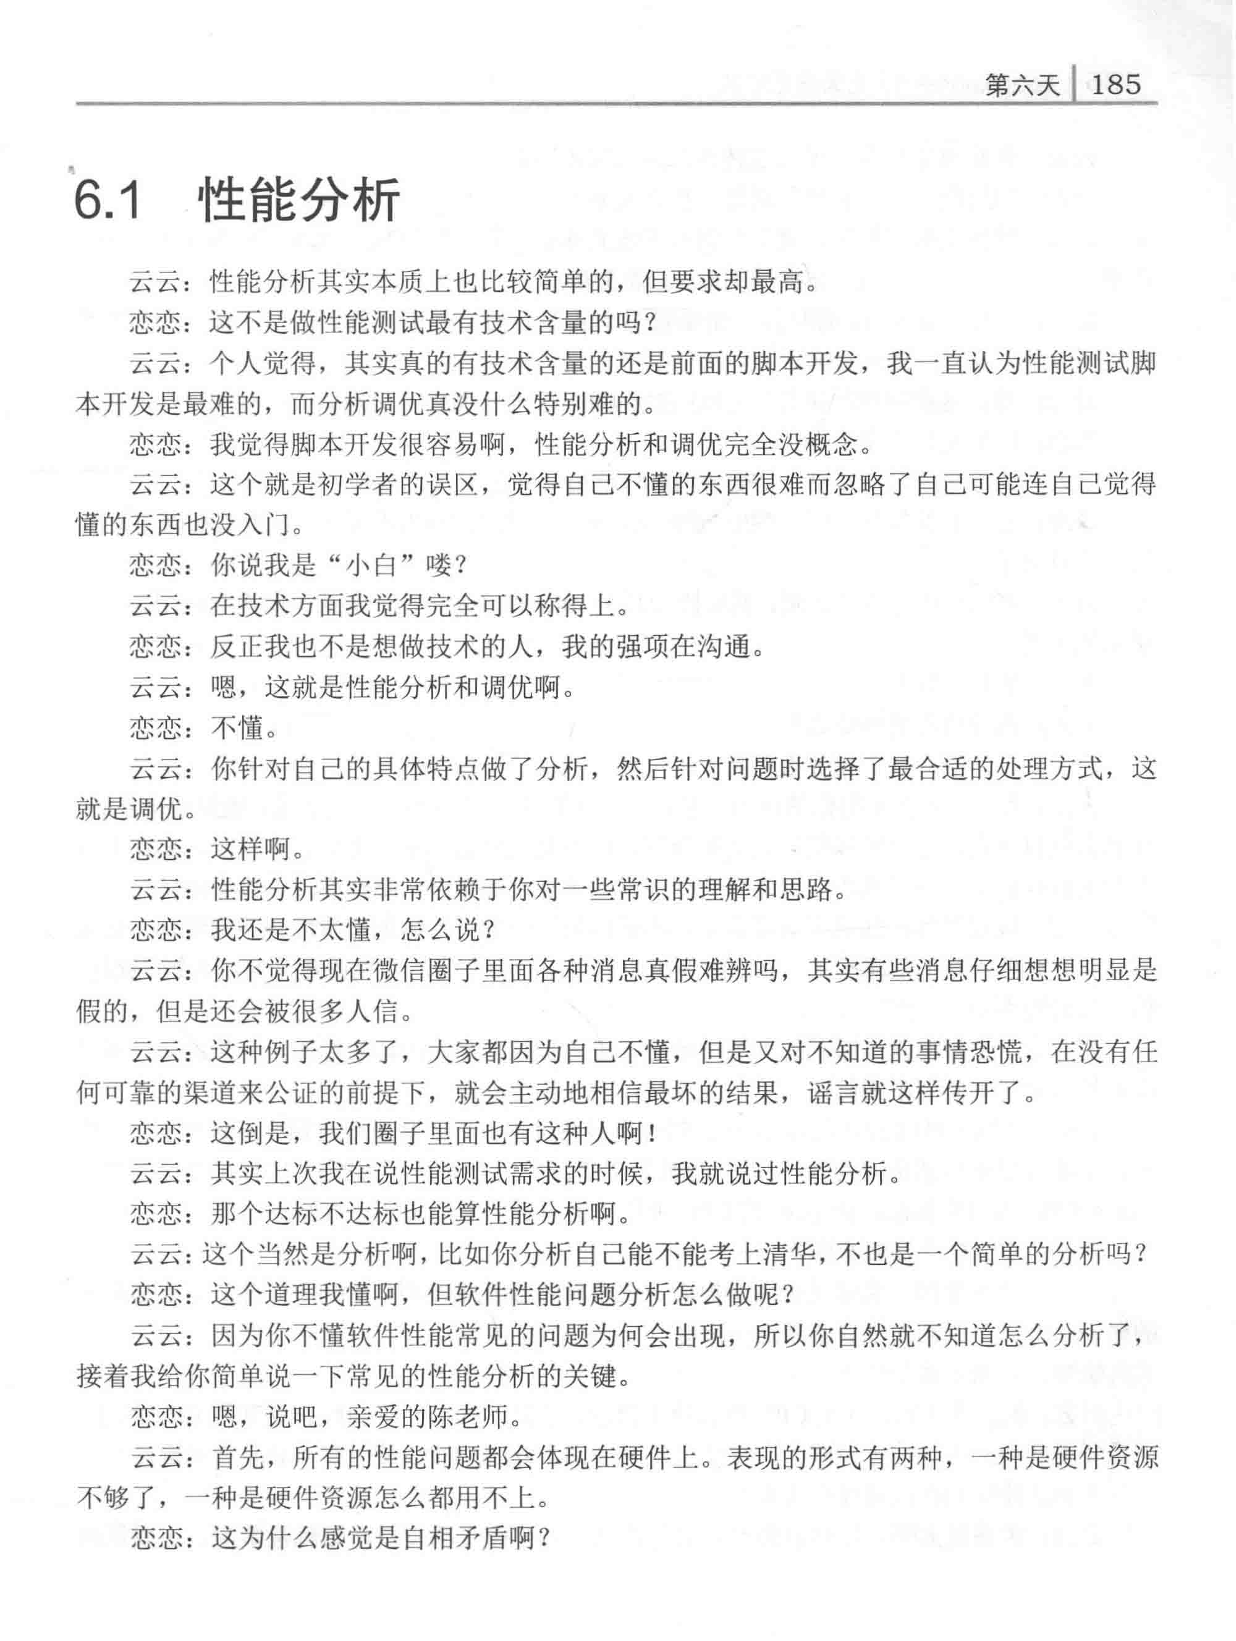 第六天 185
6.1 性能分析
云云：性能分析其实本质上也比较简单的，但要求却最高。
恋恋：这不是做性能测试最有技术含量的吗？
云云：个人觉得，其实真的有技术含量的还是前面的脚本开发，我一直认为性能测试脚
本开发是最难的，而分析调优真没什么特别难的。
恋恋：我觉得脚本开发很容易啊，性能分析和调优完全没概念。
云云：这个就是初学者的误区，觉得自己不懂的东西很难而忽略了自己可能连自己觉得
懂的东西也没入门。
恋恋：你说我是“小白”喽？
云云：在技术方面我觉得完全可以称得上。
恋恋：反正我也不是想做技术的人，我的强项在沟通。
云云：嗯，这就是性能分析和调优啊。
恋恋：不懂。
云云：你针对自己的具体特点做了分析，然后针对问题时选择了最合适的处理方式，这
就是调优。
恋恋：这样啊。
云云：性能分析其实非常依赖于你对一些常识的理解和思路。
恋恋：我还是不太懂，怎么说？
云云：你不觉得现在微信圈子里面各种消息真假难辨吗，其实有些消息仔细想想明显是
假的，但是还会被很多人信。
云云：这种例子太多了，大家都因为自己不懂，但是又对不知道的事情恐慌，在没有任
何可靠的渠道来公证的前提下，就会主动地相信最坏的结果，谣言就这样传开了。
恋恋：这倒是，我们圈子里面也有这种人啊！
云云：其实上次我在说性能测试需求的时候，我就说过性能分析。
恋恋：那个达标不达标也能算性能分析啊。
云云：这个当然是分析啊，比如你分析自己能不能考上清华，不也是一个简单的分析吗？
恋恋：这个道理我懂啊，但软件性能问题分析怎么做呢？
云云：因为你不懂软件性能常见的问题为何会出现，所以你自然就不知道怎么分析了，
接着我给你简单说一下常见的性能分析的关键。
恋恋：嗯，说吧，亲爱的陈老师。
云云：首先，所有的性能问题都会体现在硬件上。表现的形式有两种，一种是硬件资源
不够了，一种是硬件资源怎么都用不上。
恋恋：这为什么感觉是自相矛盾啊？